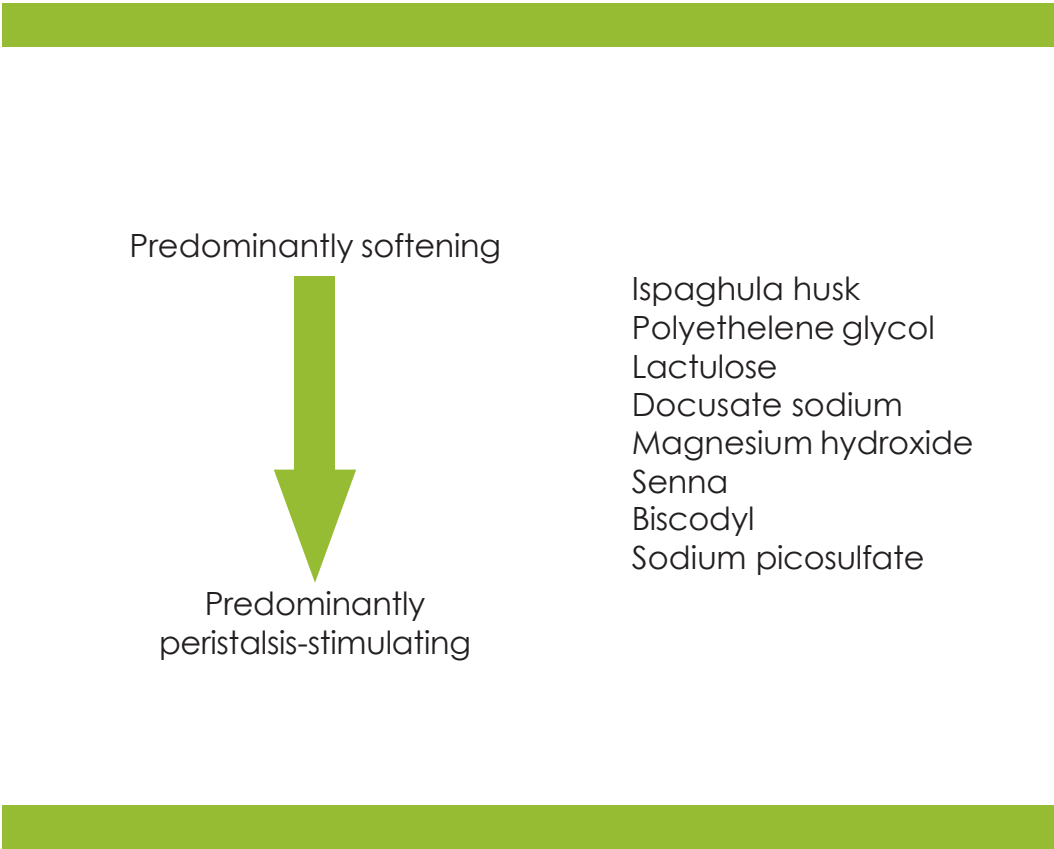 Predominantly softening
Ispaghula husk
Polyethelene glycol
Lactulose
Docusate sodium
Magnesium hydroxide
Senna
Biscodyl
Sodium picosulfate
Predominantly
peristalsis-stimulating